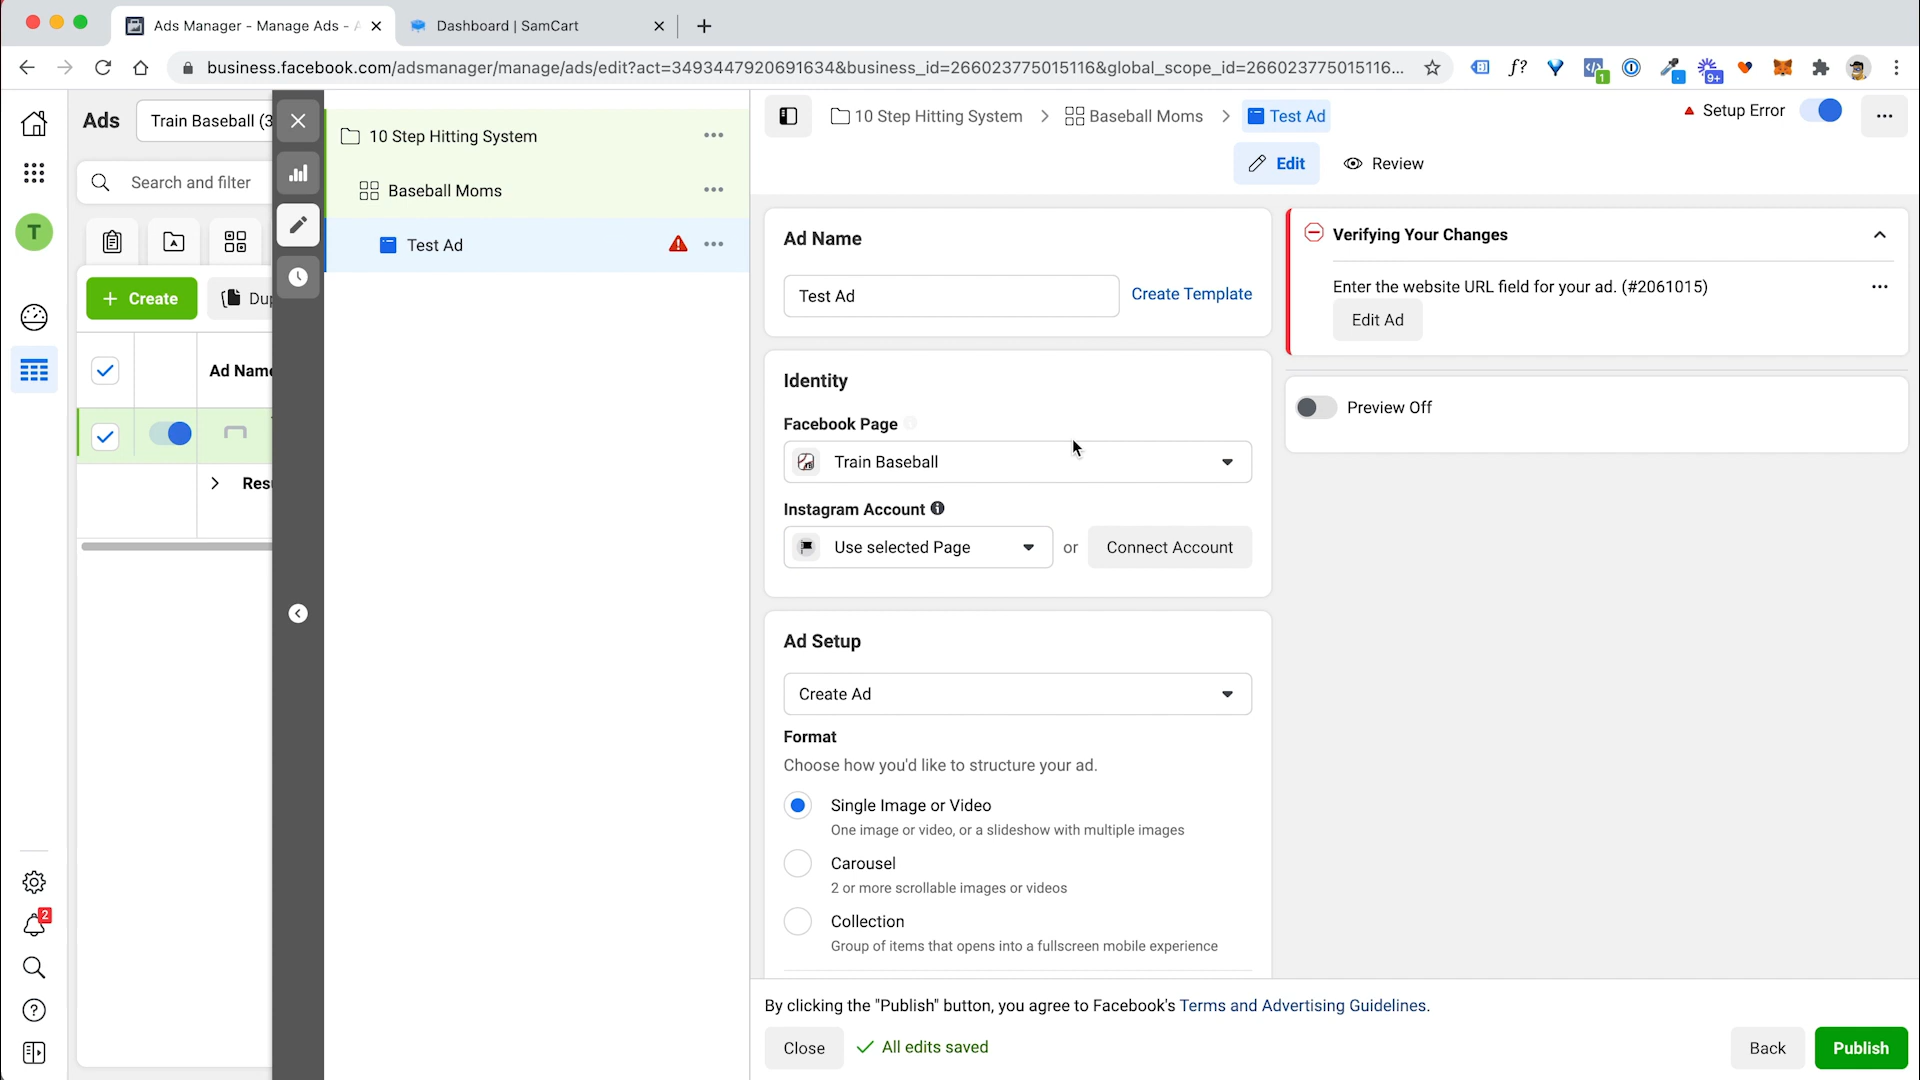 Ads Manager - Manage Ads - A
Dashboard | SamCart
business.facebook.com/adsmanager/manage/ads/edit?act=3493447920691634&business_id=266023775015116&global_scope_id=266023775015116...
f?
1
9+
Ads
Train Baseball (3
Search and filter
T
Create
Dup
Ad Name
Resu
2
10 Step Hitting System
Baseball Moms
Test Ad
10 Step Hitting System
Baseball Moms
Test Ad
Setup Error
Edit
Review
Ad Name
Test Ad
Create Template
Identity
Facebook Page
Train Baseball
Instagram Account
Use selected Page
or
Connect Account
Ad Setup
Create Ad
Format
Choose how you'd like to structure your ad.
Single Image or Video
One image or video, or a slideshow with multiple images
Carousel
2 or more scrollable images or videos
Collection
Group of items that opens into a fullscreen mobile experience
Verifying Your Changes
Enter the website URL field for your ad. (#2061015)
Edit Ad
Preview Off
By clicking the "Publish" button, you agree to Facebook's Terms and Advertising Guidelines.
Close
All edits saved
Back
Publish